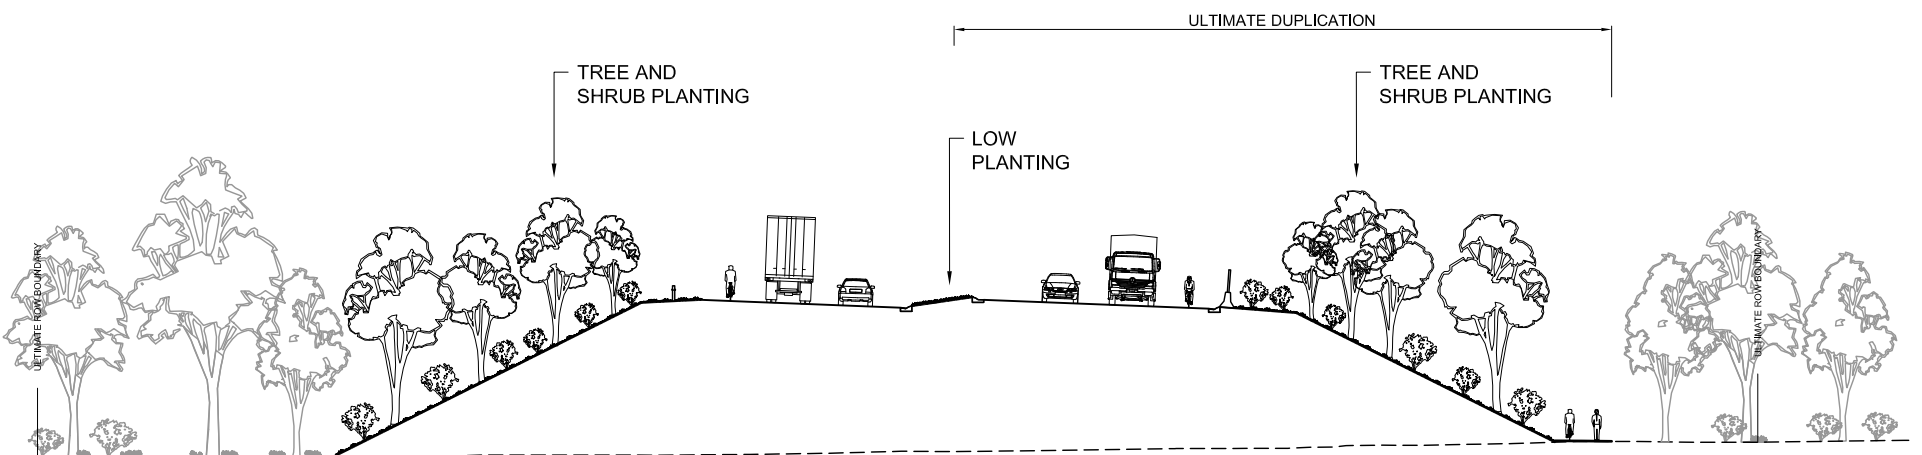 ULTIMATE DUPLICATION
TREE AND
SHRUB PLANTING
TREE AND
SHRUB PLANTING
LOW
PLANTING
ULTIMATE ROW BOUNDARY
ULTIMATE ROW BOUNDARY